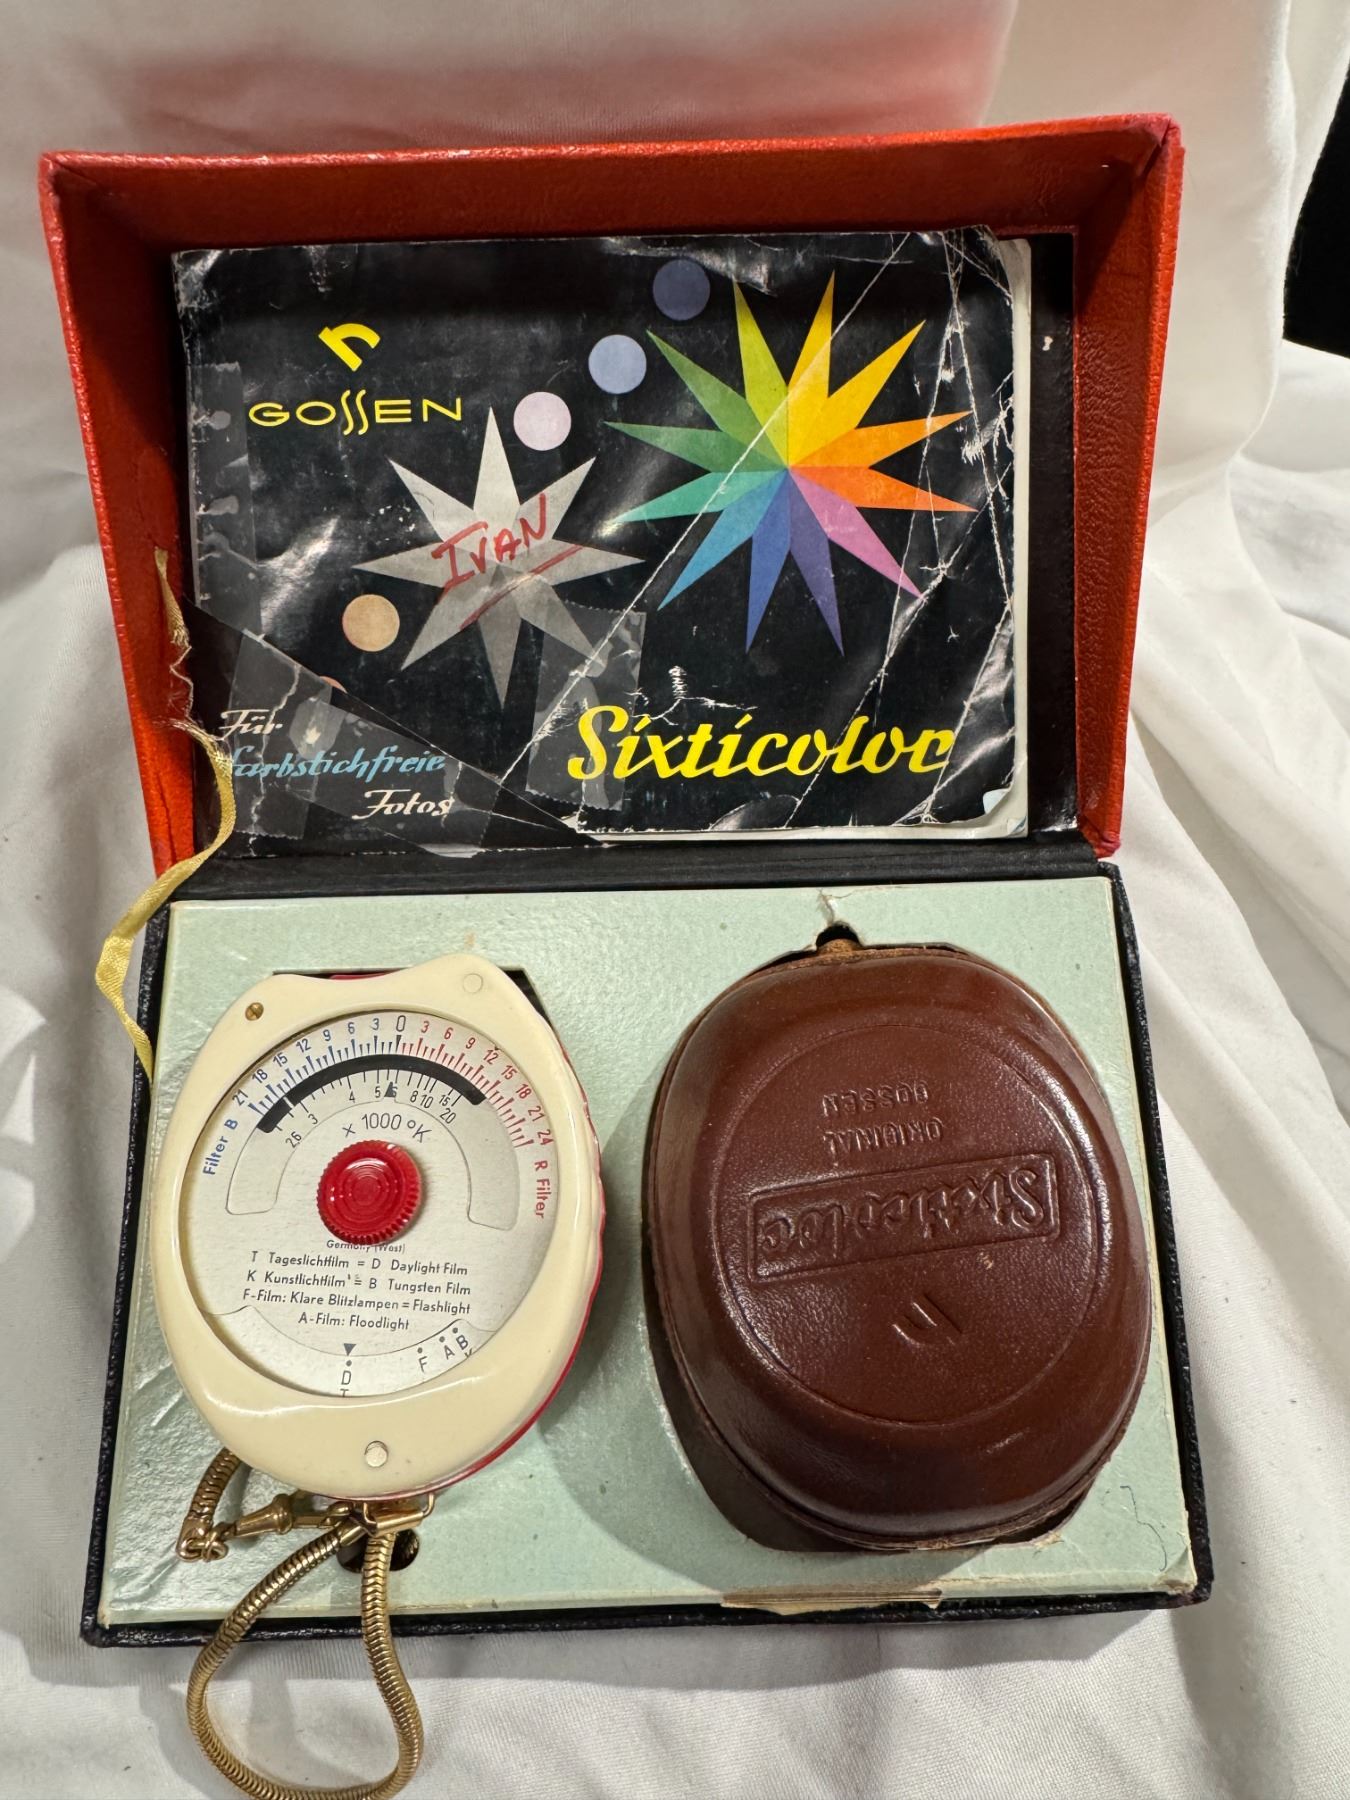 GOSSEN
IVAN
Für
farbstichfreie
Fotos
Sixticolor
21 18 15 12 9 6 3 0 3 6 9 12 15 18 21 24
Filter B
R Filter
26 3 4 5 6 8 10 15 20
x 1000 °K
Germany (West)
T Tageslichtfilm = D Daylight Film
K Kunstlichtfilm = B Tungsten Film
F-Film: Klare Blitzlampen = Flashlight
A-Film: Floodlight
D
T
F
A
B
GOSSEN
ORIGINAL
Sixticolor